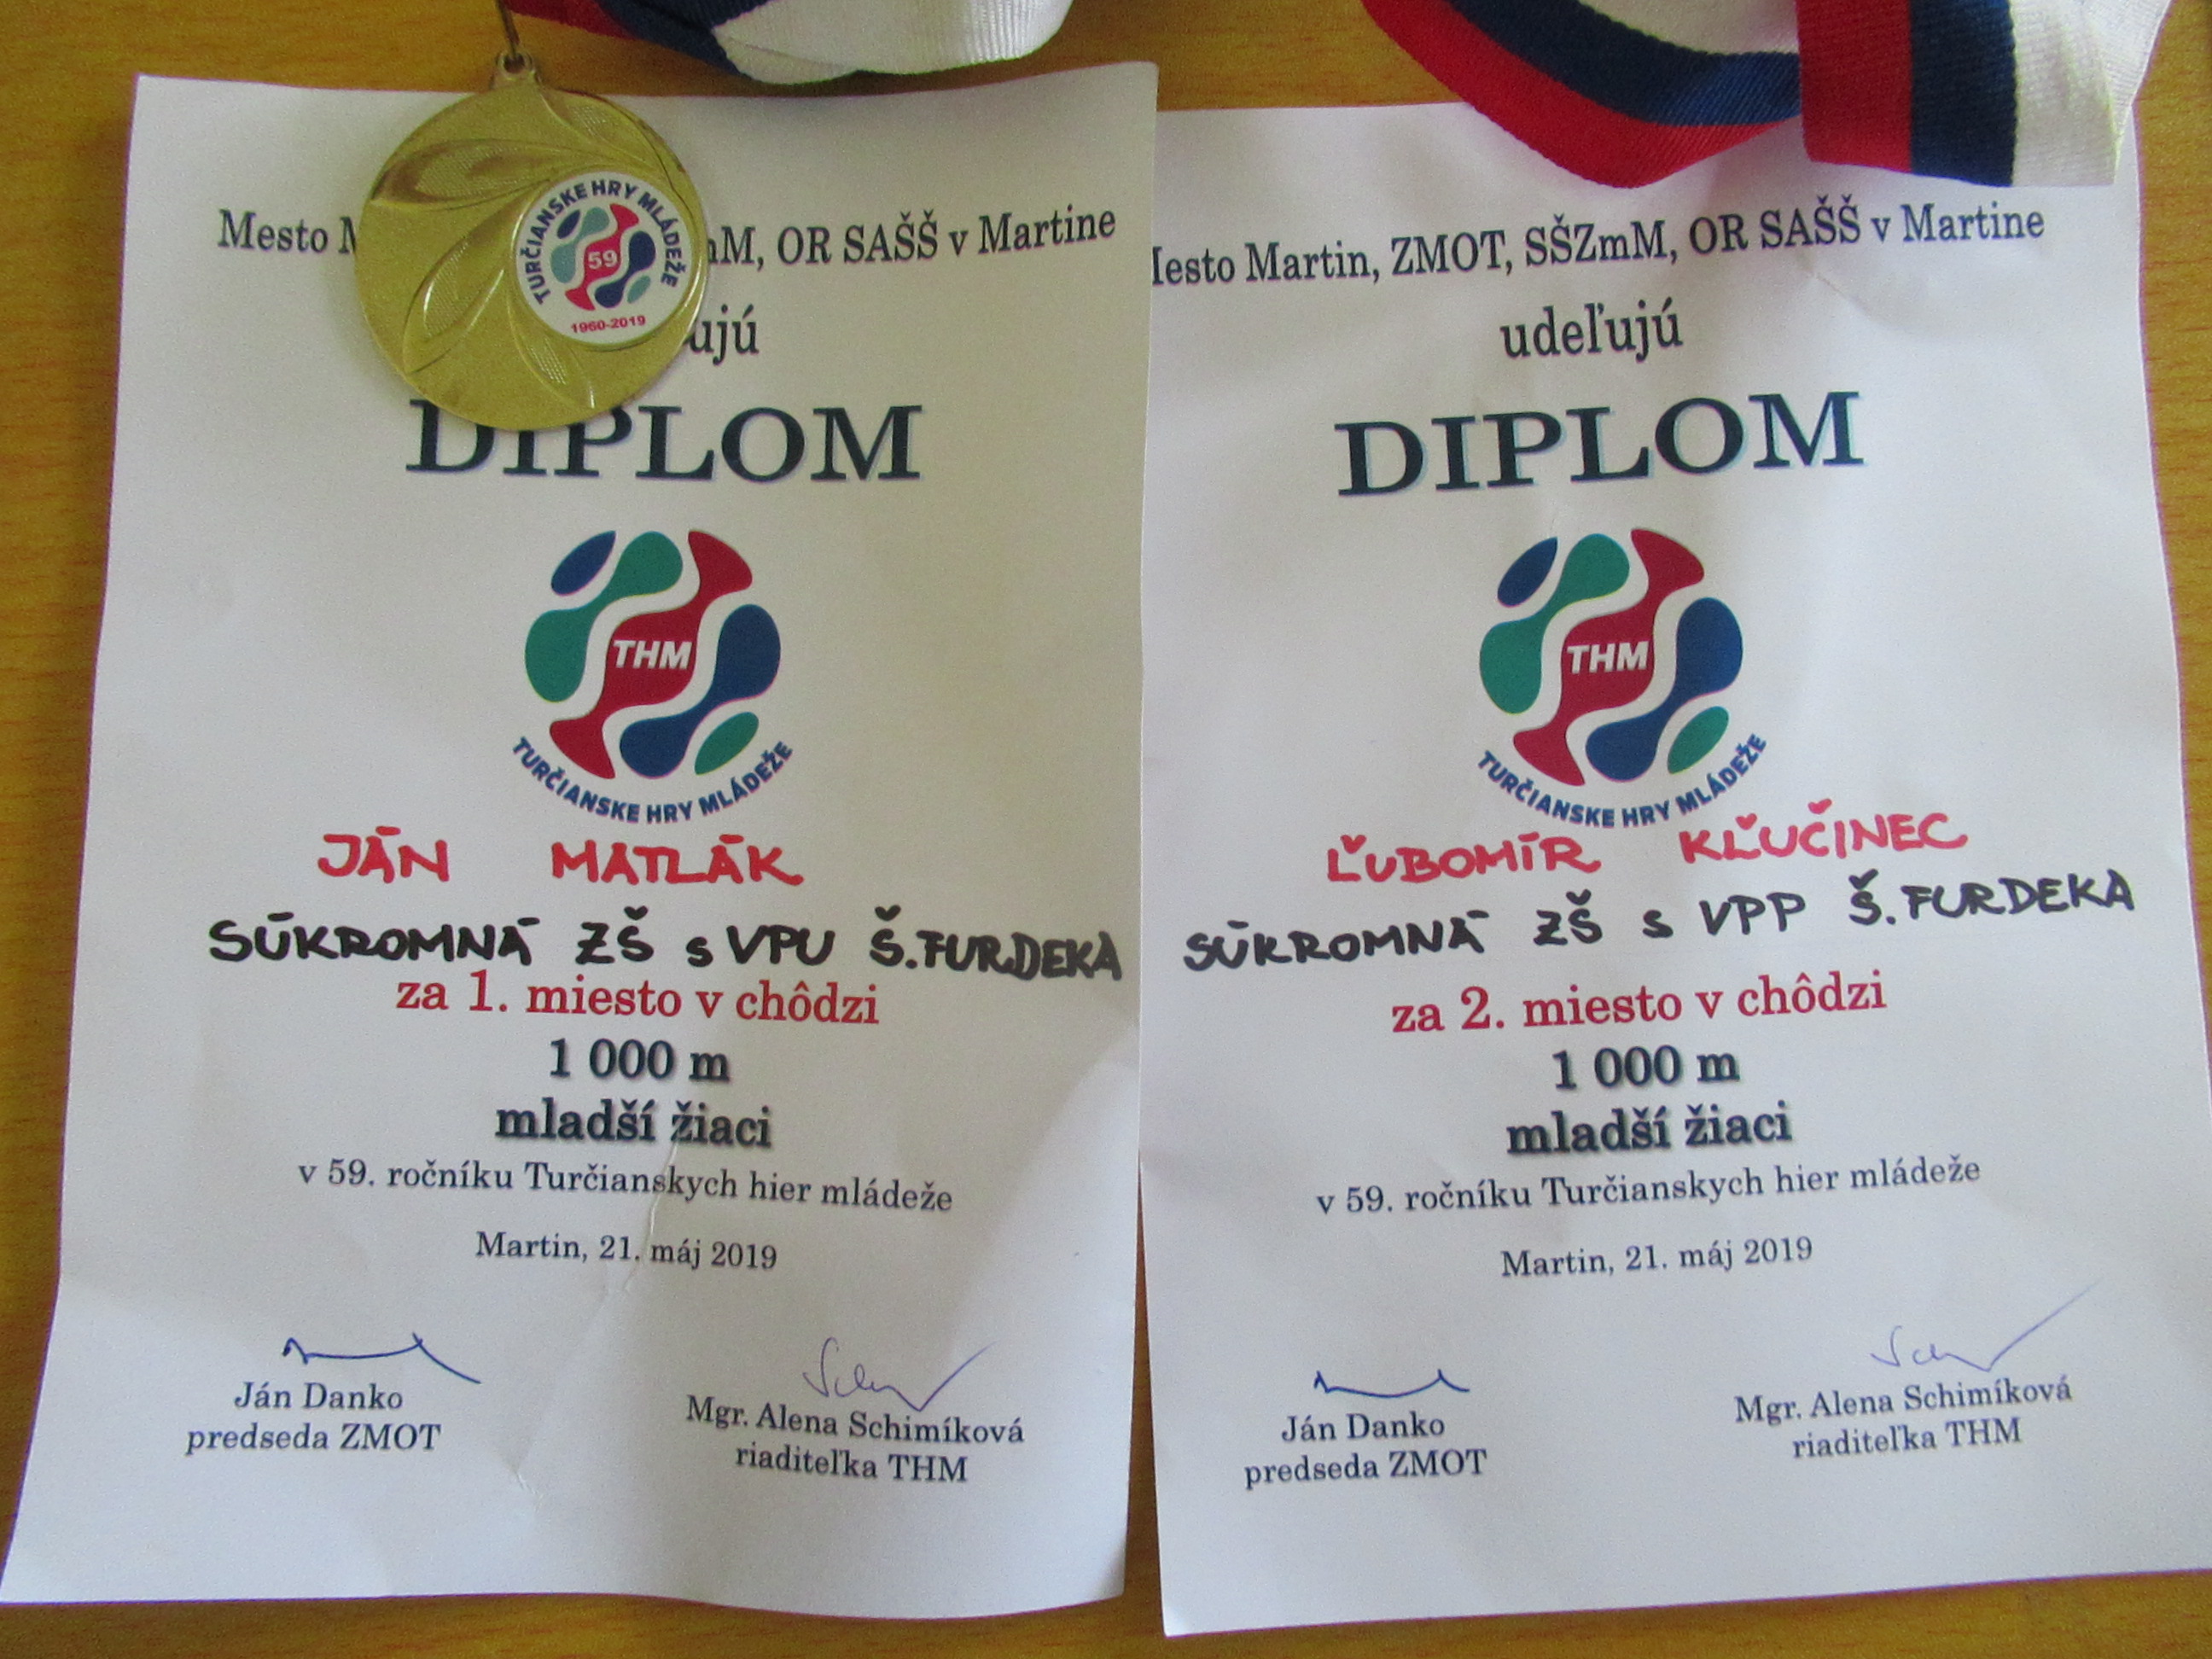 TURČIANSKE HRY MLÁDEŽE
59
1960-2019
Mesto M mM, OR SAŠŠ v Martine
ujú
DIPLOM
THM
TURČIANSKE HRY MLÁDEŽE
JÁN MATLÁK
SÚKROMNÁ ZŠ s VPU Š.FURDEKA
za 1. miesto v chôdzi
1 000 m
mladší žiaci
v 59. ročníku Turčianskych hier mládeže
Martin, 21. máj 2019
Ján Danko
predseda ZMOT
Mgr. Alena Schimíková
riaditeľka THM
Mesto Martin, ZMOT, SŠZmM, OR SAŠŠ v Martine
udeľujú
DIPLOM
THM
TURČIANSKE HRY MLÁDEŽE
ĽUBOMÍR KĽUČINEC
SÚKROMNÁ ZŠ s VPP Š.FURDEKA
za 2. miesto v chôdzi
1 000 m
mladší žiaci
v 59. ročníku Turčianskych hier mládeže
Martin, 21. máj 2019
Ján Danko
predseda ZMOT
Mgr. Alena Schimíková
riaditeľka THM